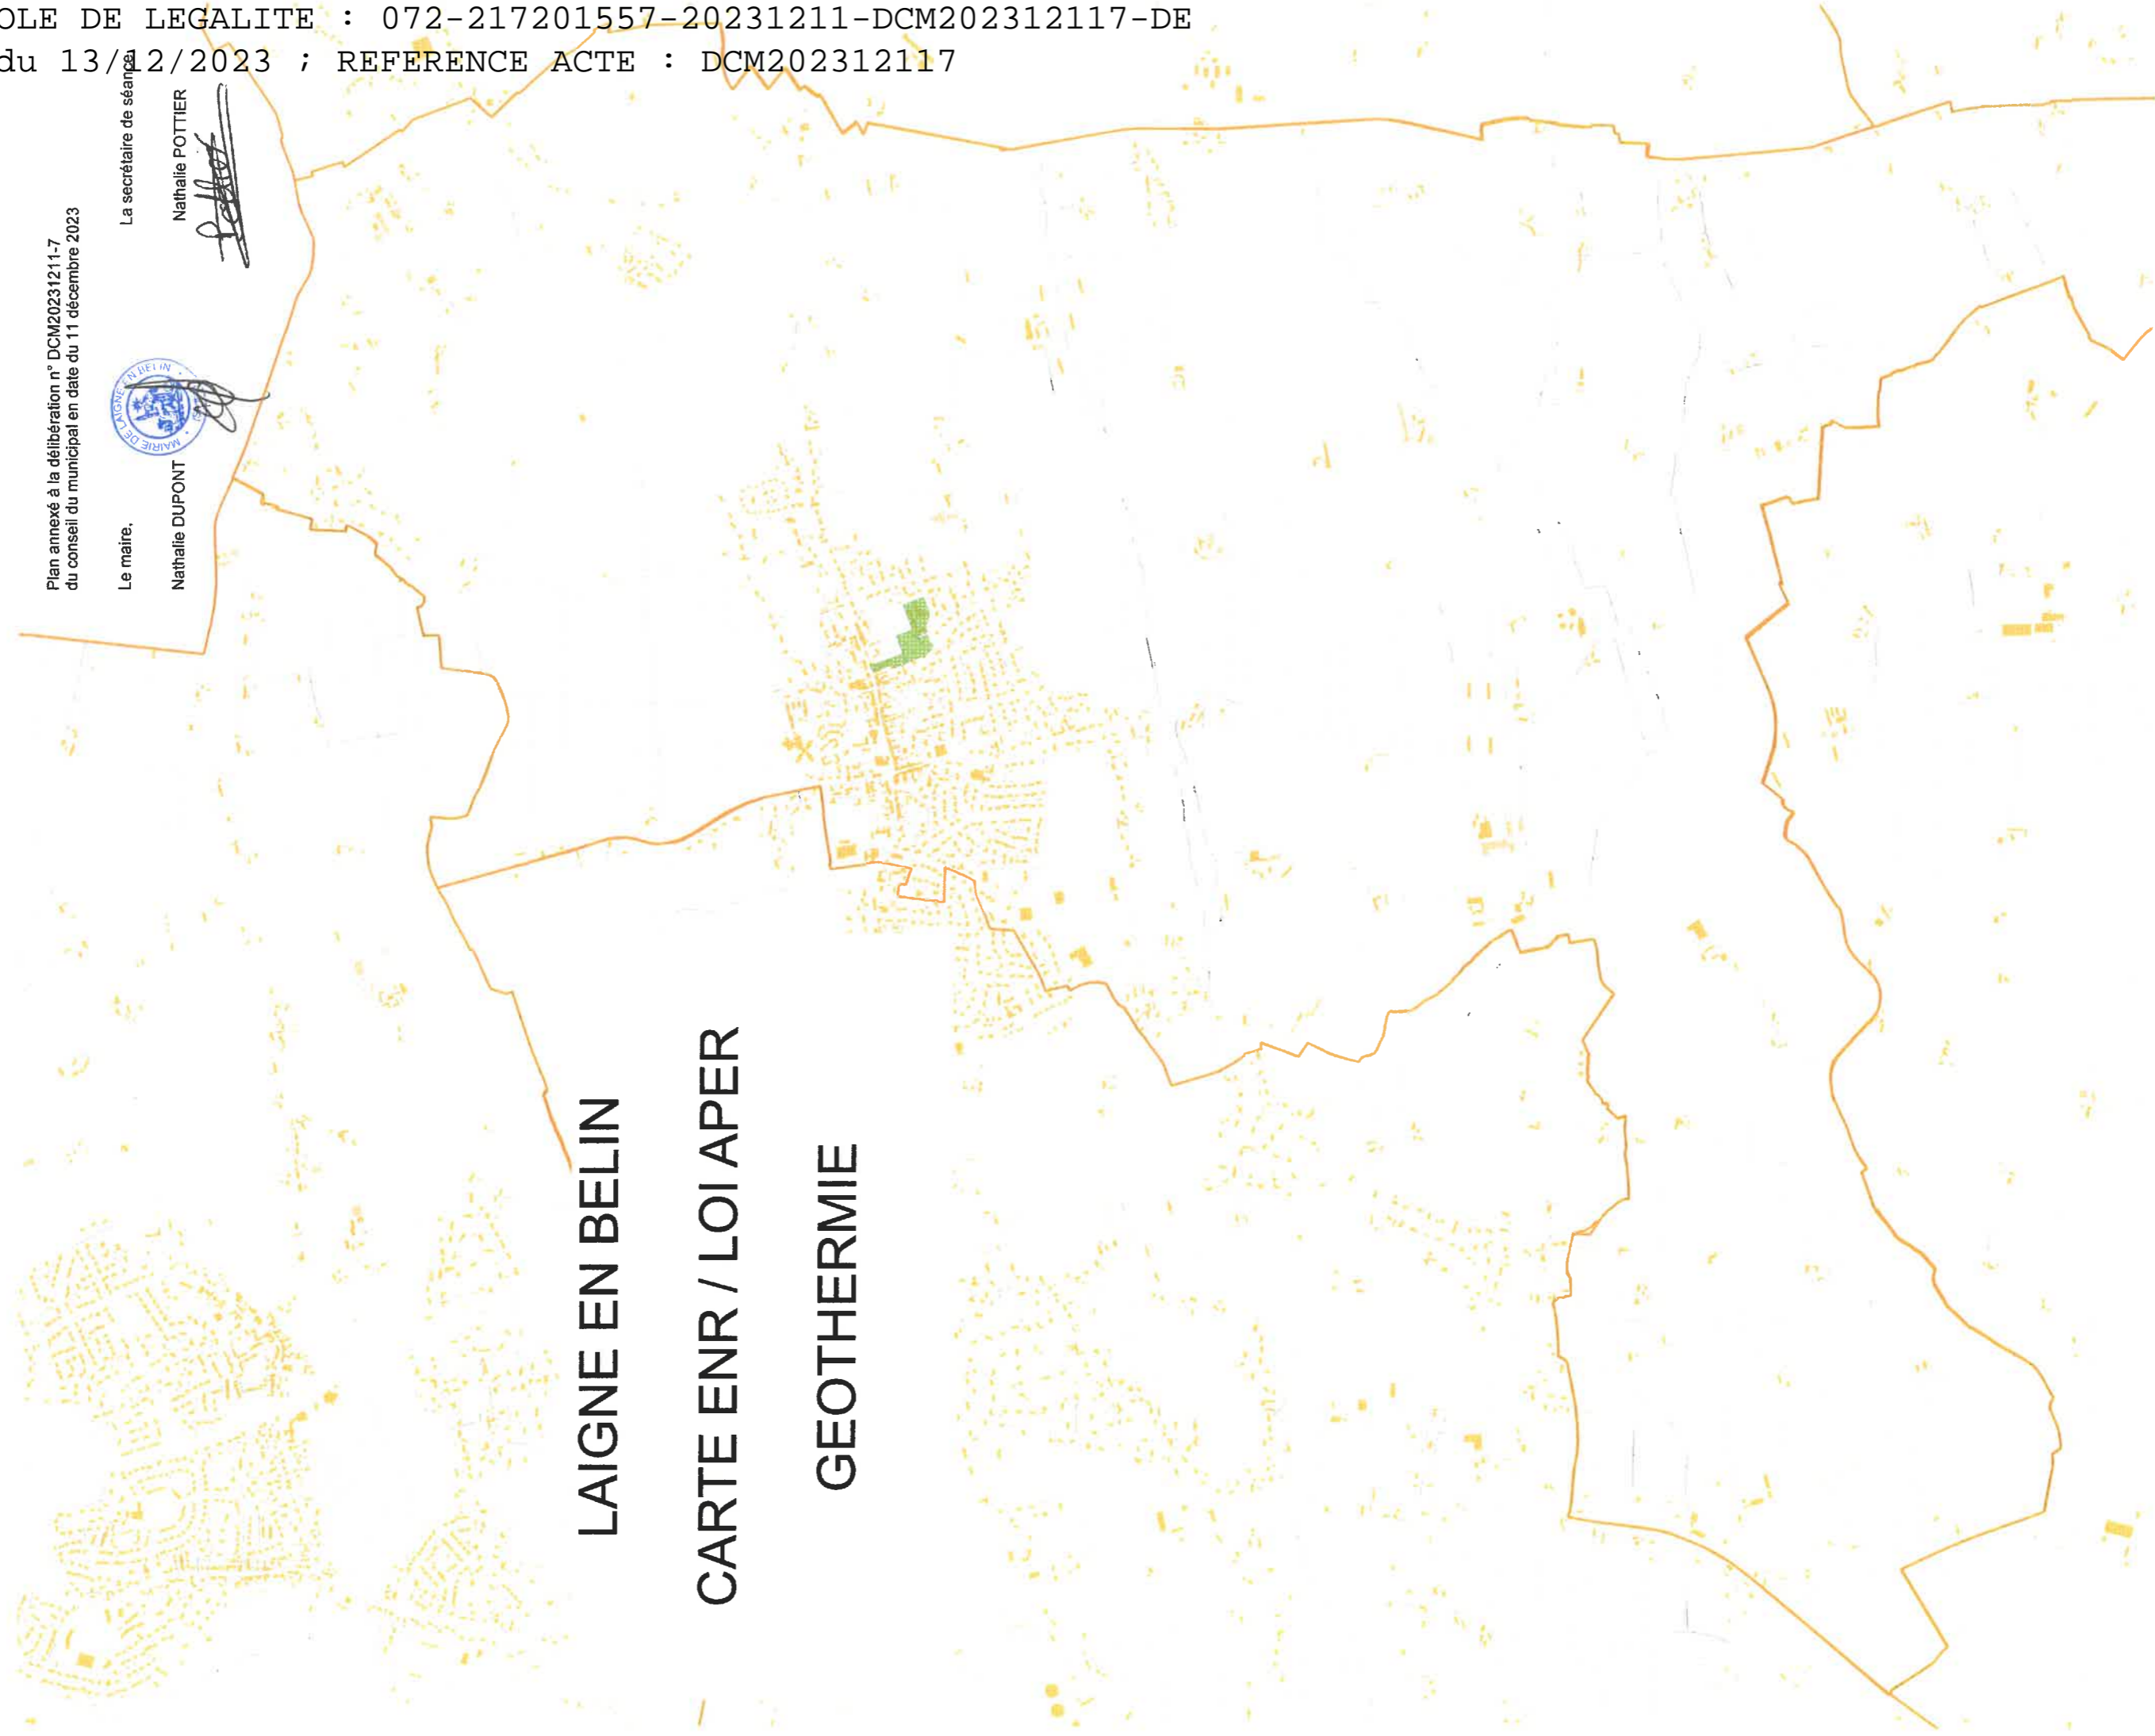 OLE DE LEGALITE : 072-217201557-20231211-DCM202312117-DE
du 13/12/2023 ; REFERENCE ACTE : DCM202312117
Plan annexé à la délibération n° DCM20231211-7
du conseil du municipal en date du 11 décembre 2023
Le maire,
La secrétaire de séance,
Nathalie DUPONT
Nathalie POTTIER
MAIRIE DE LAIGNE EN BELIN
LAIGNE EN BELIN
CARTE ENR / LOI APER
GEOTHERMIE